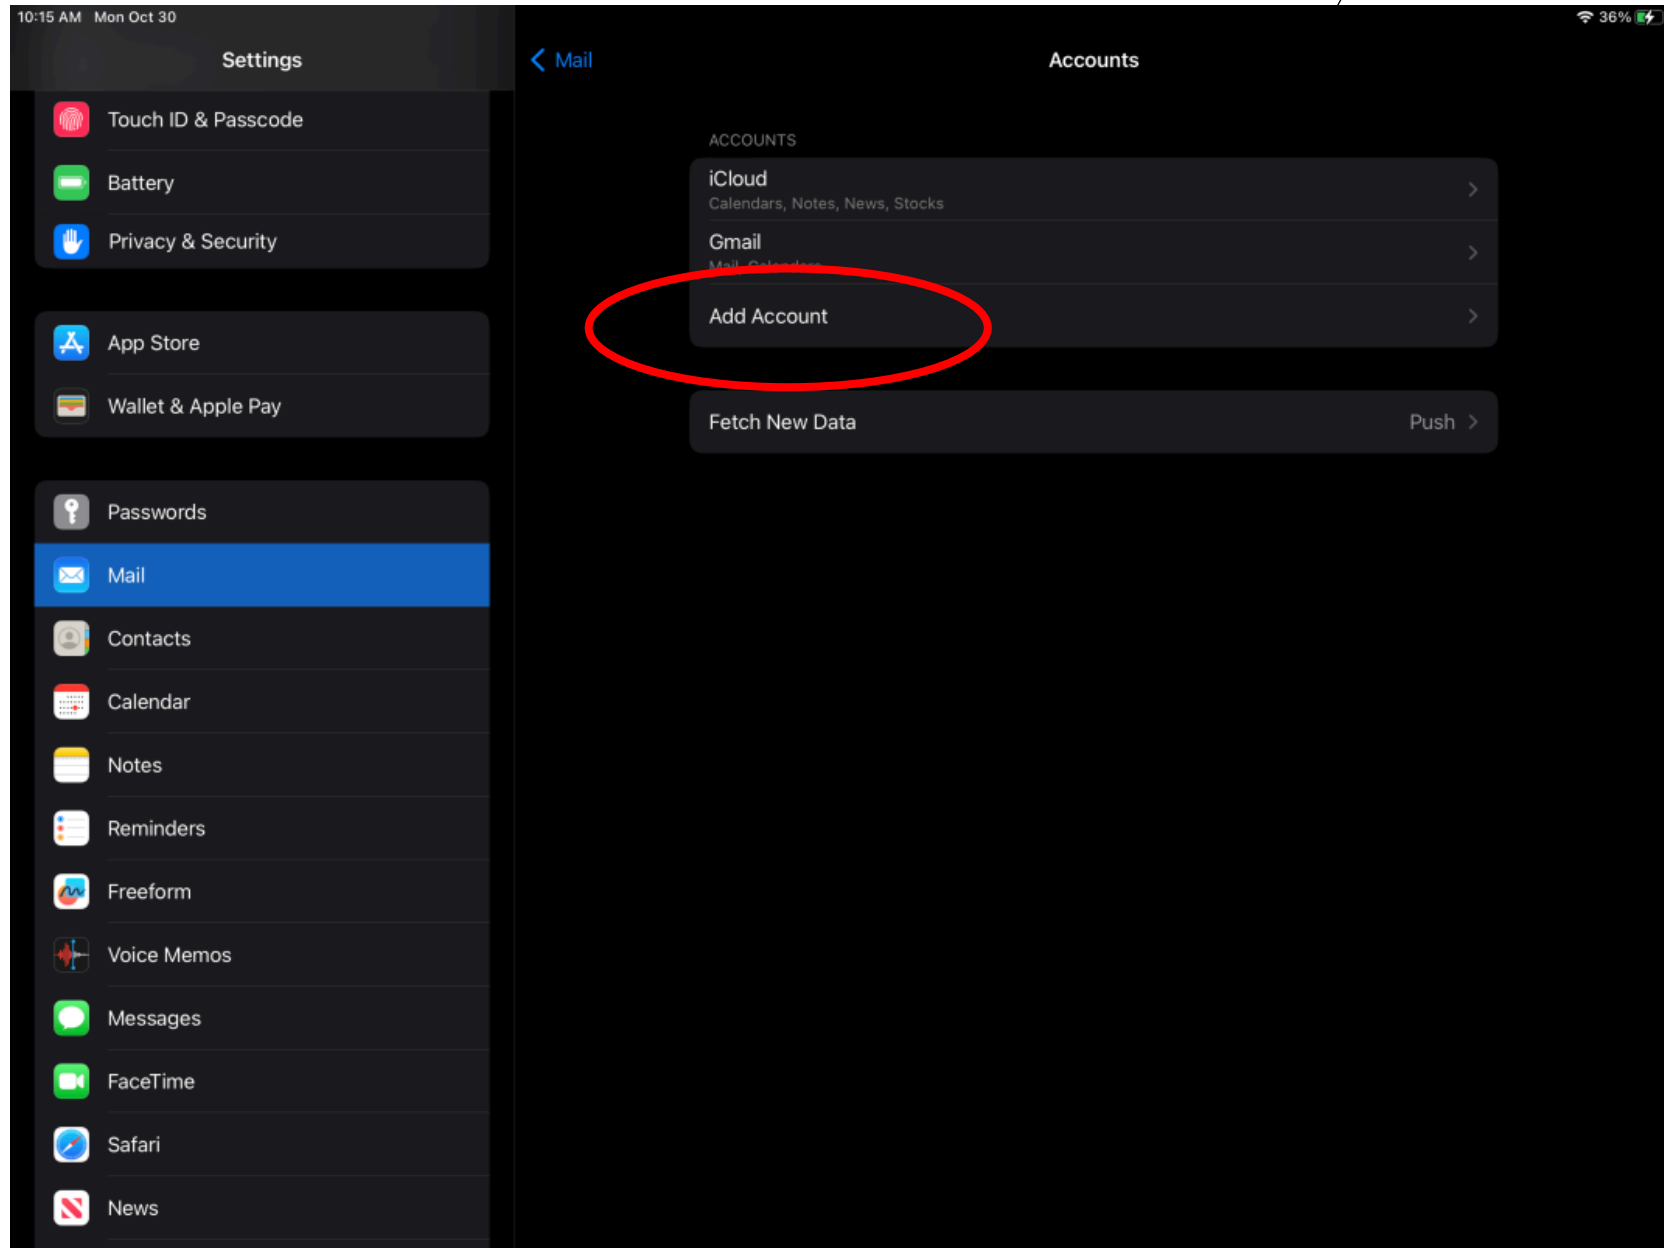 10:15 AM Mon Oct 30
36%
Settings
Touch ID & Passcode
Battery
Privacy & Security
App Store
Wallet & Apple Pay
Passwords
Mail
Contacts
Calendar
Notes
Reminders
Freeform
Voice Memos
Messages
FaceTime
Safari
News
Mail
Accounts
ACCOUNTS
iCloud
Calendars, Notes, News, Stocks
Gmail
Mail, Calendars
Add Account
Fetch New Data
Push